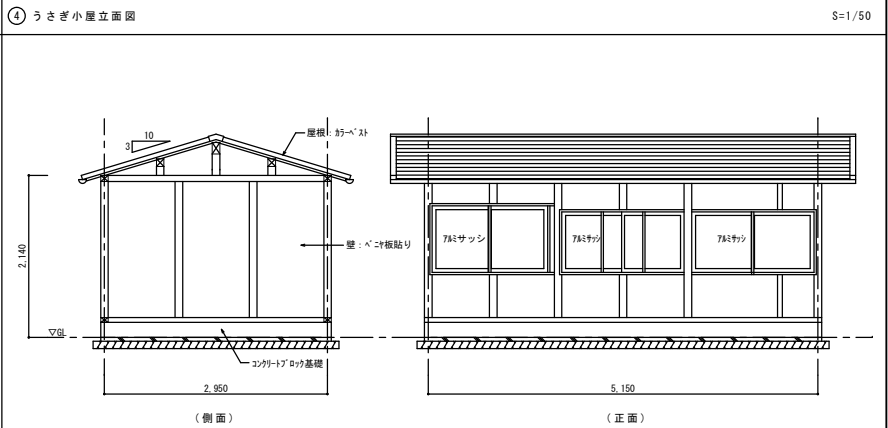 ④ うさぎ小屋立面図
S=1/50
10
3
屋根：カラーベスト
2,140
アルミサッシ
アルミサッシ
アルミサッシ
壁：ベニヤ板貼り
▽GL
コンクリートブロック基礎
2,950
5,150
（側面）
（正面）